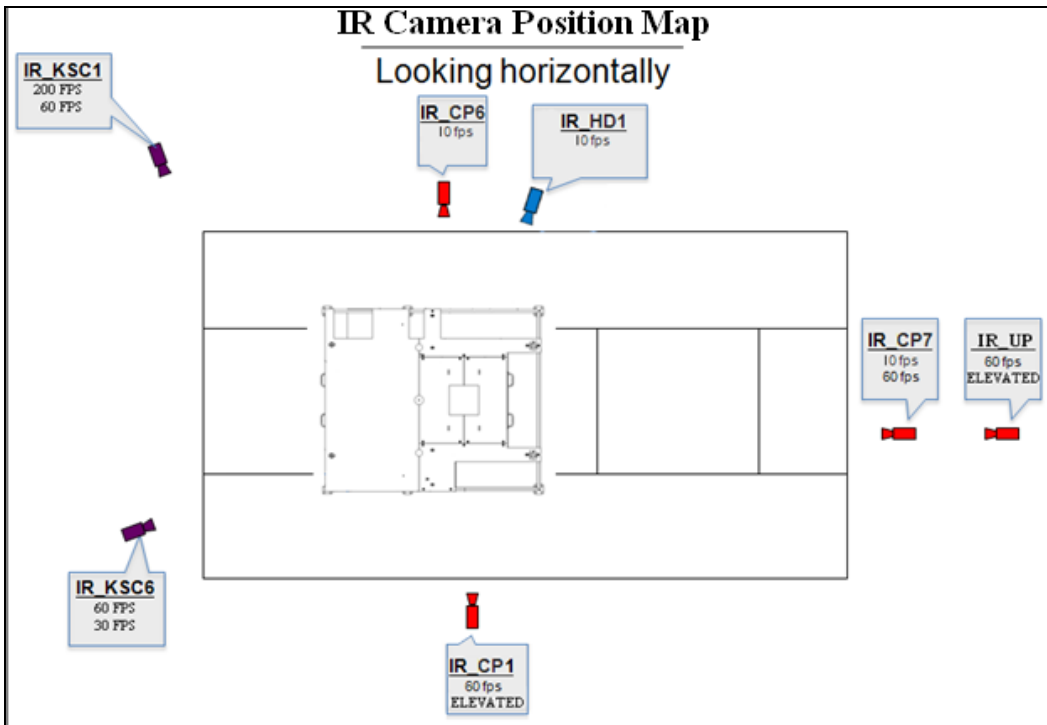 IR Camera Position Map
Looking horizontally
IR_KSC1
200 FPS
60 FPS
IR_CP6
10 fps
IR_HD1
10 fps
IR_CP7
10 fps
60 fps
IR_UP
60 fps
ELEVATED
IR_KSC6
60 FPS
30 FPS
IR_CP1
60 fps
ELEVATED